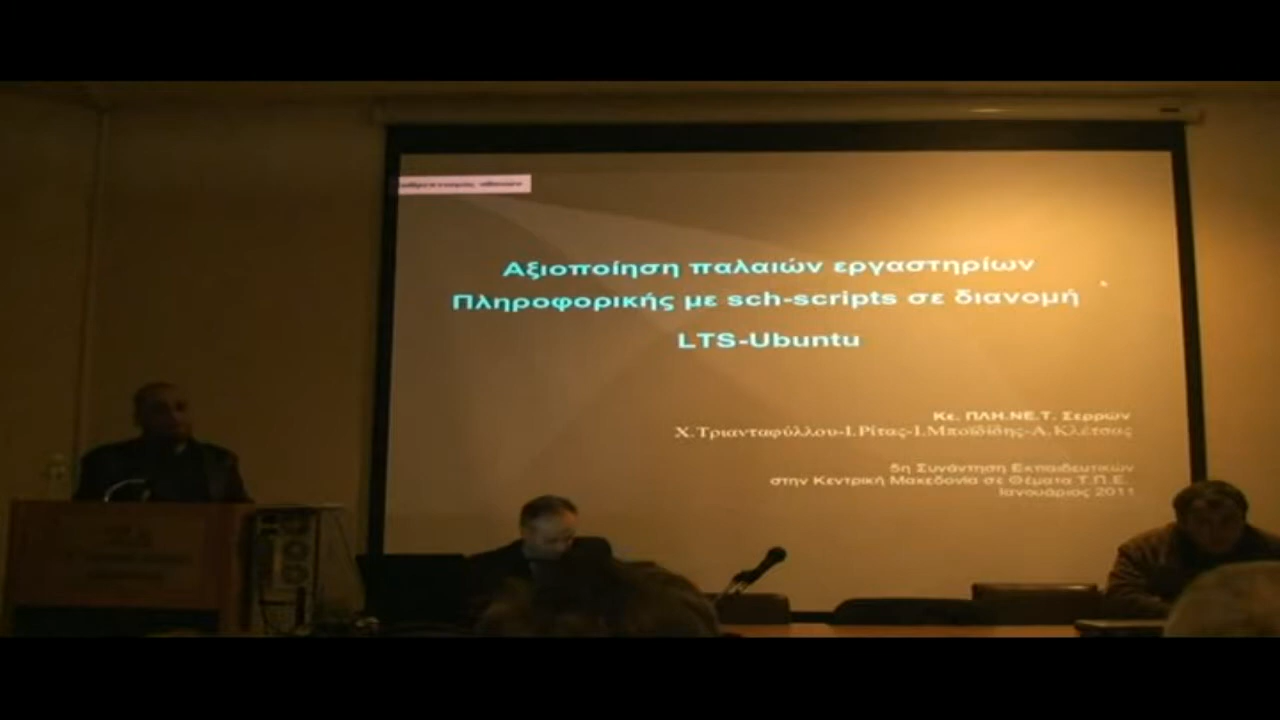 Αξιοποίηση παλαιών εργαστηρίων
Πληροφορικής με sch-scripts σε διανομή
LTS-Ubuntu
Κε. ΠΛΗ.ΝΕ.Τ. Σερρών
Χ.Τριανταφύλλου-Ι.Ρίτας-Ι.Μποϊδίδης-Α.Κλέτσας
5η Συνάντηση Εκπαιδευτικών
στην Κεντρική Μακεδονία σε Θέματα Τ.Π.Ε.
Ιανουάριος 2011